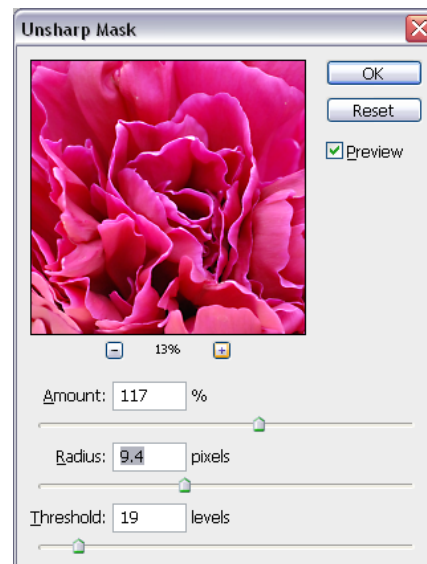 Unsharp Mask
OK
Reset
Preview
13%
Amount: 117 %
Radius: 9.4 pixels
Threshold: 19 levels